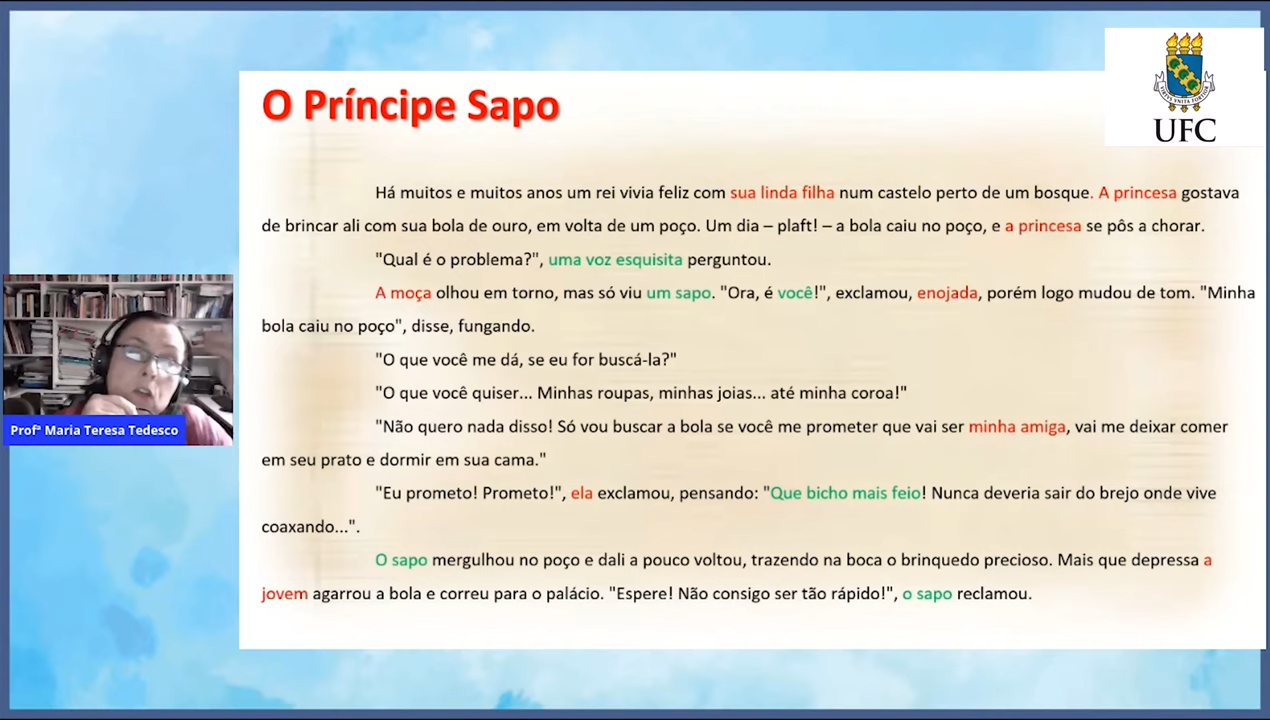 O Príncipe Sapo
UFC
Há muitos e muitos anos um rei vivia feliz com sua linda filha num castelo perto de um bosque. A princesa gostava
de brincar ali com sua bola de ouro, em volta de um poço. Um dia – plaft! – a bola caiu no poço, e a princesa se pôs a chorar.
"Qual é o problema?", uma voz esquisita perguntou.
A moça olhou em torno, mas só viu um sapo. "Ora, é você!", exclamou, enojada, porém logo mudou de tom. "Minha
bola caiu no poço", disse, fungando.
"O que você me dá, se eu for buscá-la?"
"O que você quiser... Minhas roupas, minhas joias... até minha coroa!"
"Não quero nada disso! Só vou buscar a bola se você me prometer que vai ser minha amiga, vai me deixar comer
em seu prato e dormir em sua cama."
"Eu prometo! Prometo!", ela exclamou, pensando: "Que bicho mais feio! Nunca deveria sair do brejo onde vive
coaxando...".
O sapo mergulhou no poço e dali a pouco voltou, trazendo na boca o brinquedo precioso. Mais que depressa a
jovem agarrou a bola e correu para o palácio. "Espere! Não consigo ser tão rápido!", o sapo reclamou.
Profª Maria Teresa Tedesco